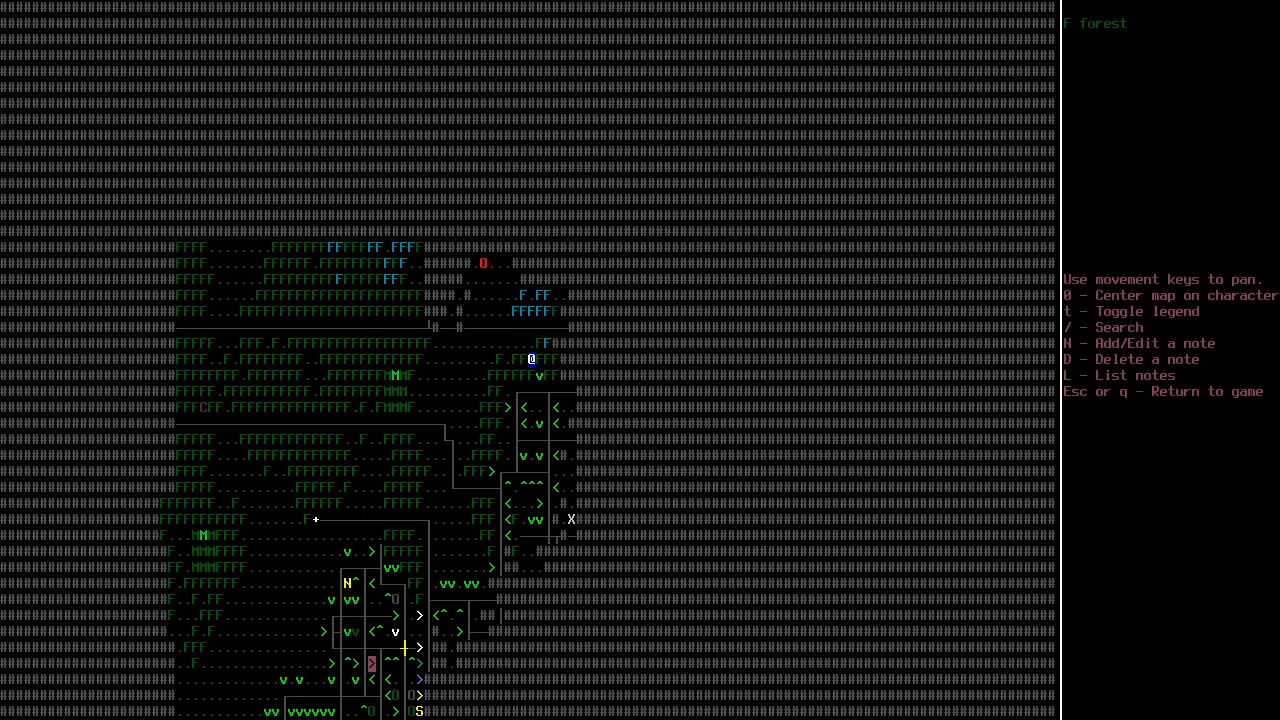 F forest
Use movement keys to pan.
0 - Center map on character
t - Toggle legend
/ - Search
N - Add/Edit a note
D - Delete a note
L - List notes
Esc or q - Return to game